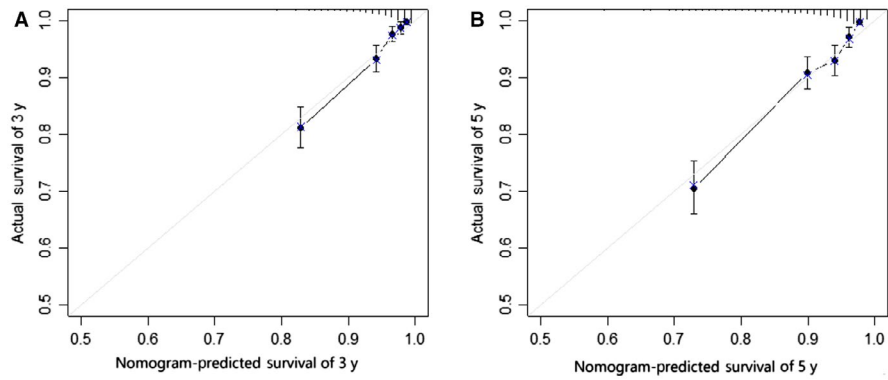 A
Actual survival of 3 y
1.0
0.9
0.8
0.7
0.6
0.5
0.5 0.6 0.7 0.8 0.9 1.0
Nomogram-predicted survival of 3 y
B
Actual survival of 5 y
1.0
0.9
0.8
0.7
0.6
0.5
0.5 0.6 0.7 0.8 0.9 1.0
Nomogram-predicted survival of 5 y